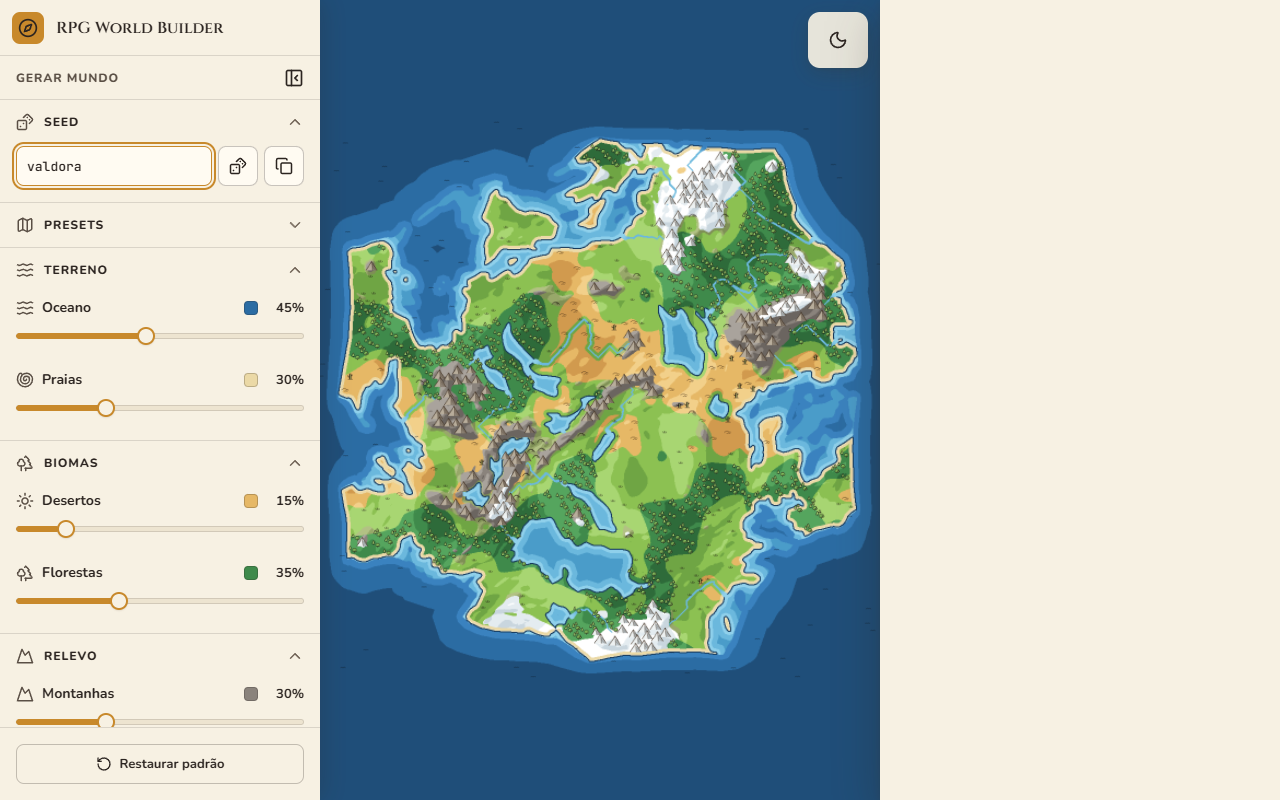 RPG World Builder
GERAR MUNDO
SEED
valdora
PRESETS
TERRENO
Oceano 45%
Praias 30%
BIOMAS
Desertos 15%
Florestas 35%
RELEVO
Montanhas 30%
Restaurar padrão